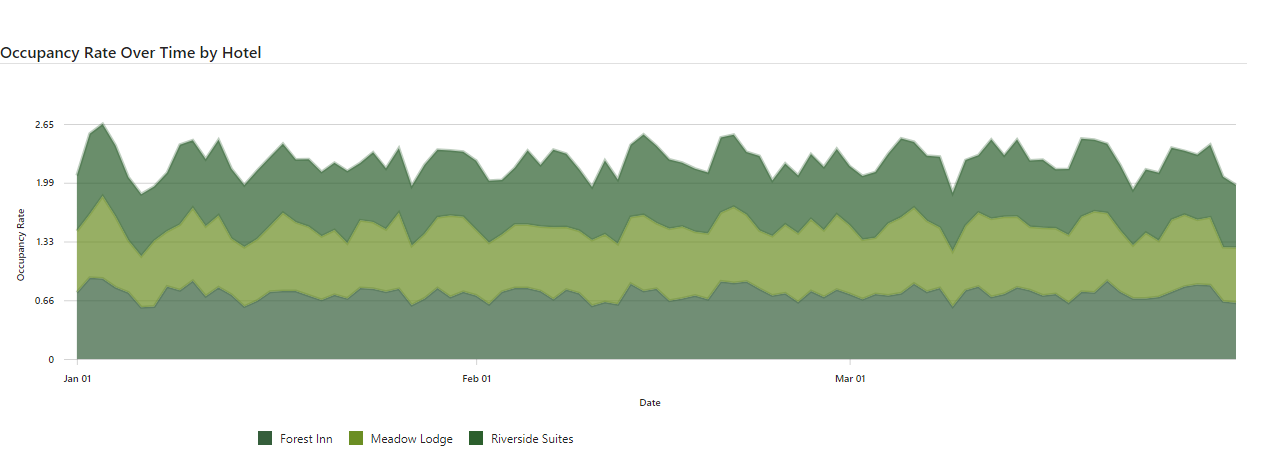 Occupancy Rate Over Time by Hotel
2.65
1.99
1.33
0.66
0
Occupancy Rate
Jan 01 Feb 01 Mar 01
Date
Forest Inn Meadow Lodge Riverside Suites